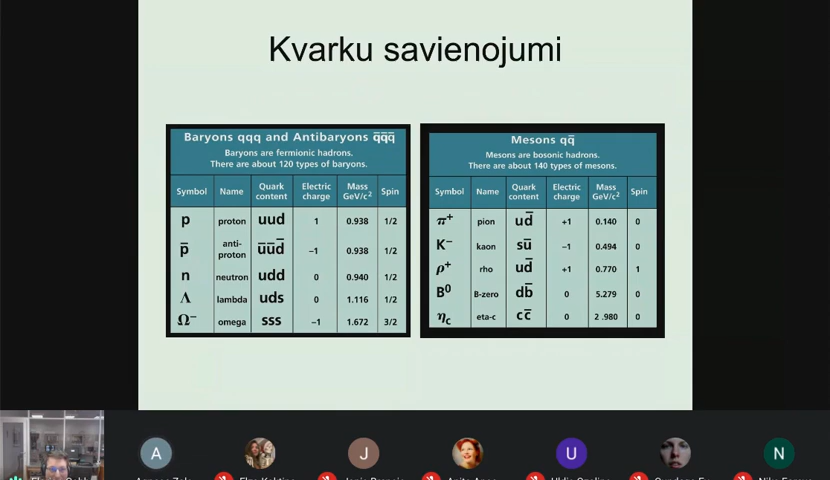 Kvarku savienojumi
Baryons qqq and Antibaryons q̅q̅q̅
Baryons are fermionic hadrons.
There are about 120 types of baryons.
Symbol Name Quark content Electric charge Mass GeV/c² Spin
p proton uud 1 0.938 1/2
p̅ anti-proton u̅u̅d̅ −1 0.938 1/2
n neutron udd 0 0.940 1/2
Λ lambda uds 0 1.116 1/2
Ω⁻ omega sss −1 1.672 3/2
Mesons qq̅
Mesons are bosonic hadrons.
There are about 140 types of mesons.
Symbol Name Quark content Electric charge Mass GeV/c² Spin
π⁺ pion ud̅ +1 0.140 0
K⁻ kaon su̅ −1 0.494 0
ρ⁺ rho ud̅ +1 0.770 1
B⁰ B-zero db̅ 0 5.279 0
ηc eta-c cc̅ 0 2.980 0
A J U N